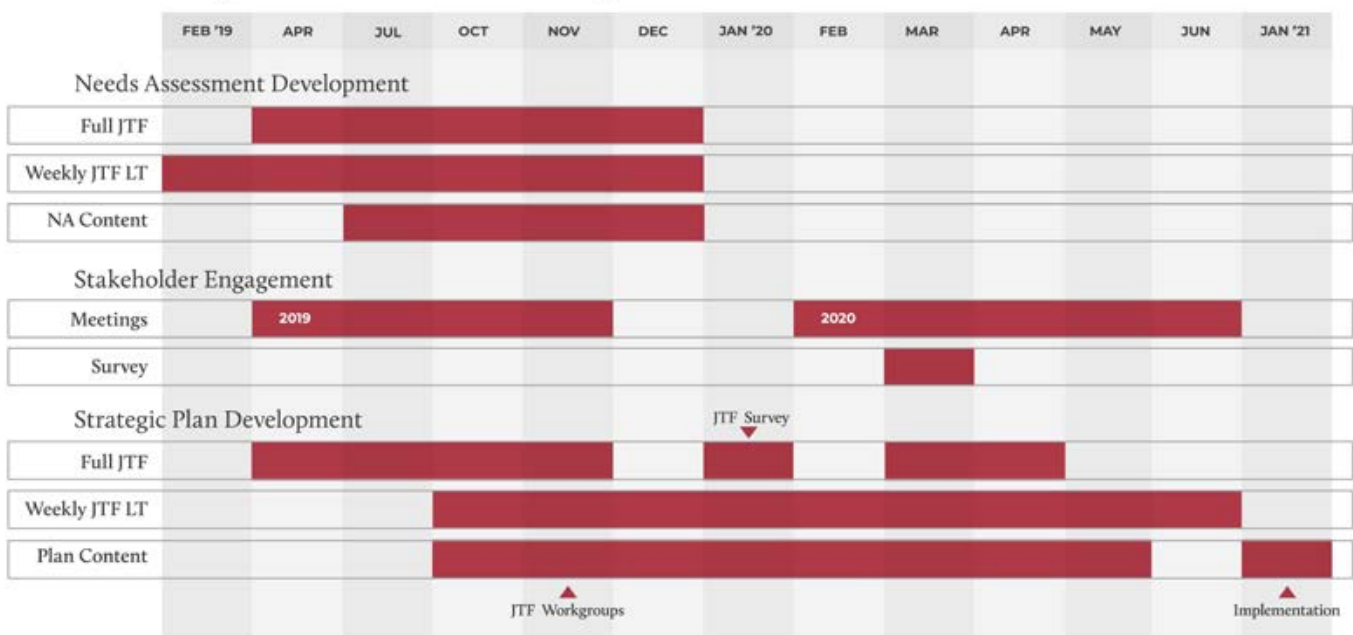 FEB '19 APR JUL OCT NOV DEC JAN '20 FEB MAR APR MAY JUN JAN '21
Needs Assessment Development
Full JTF
Weekly JTF LT
NA Content
Stakeholder Engagement
Meetings 2019 2020
Survey
Strategic Plan Development
JTF Survey
Full JTF
Weekly JTF LT
Plan Content
JTF Workgroups
Implementation